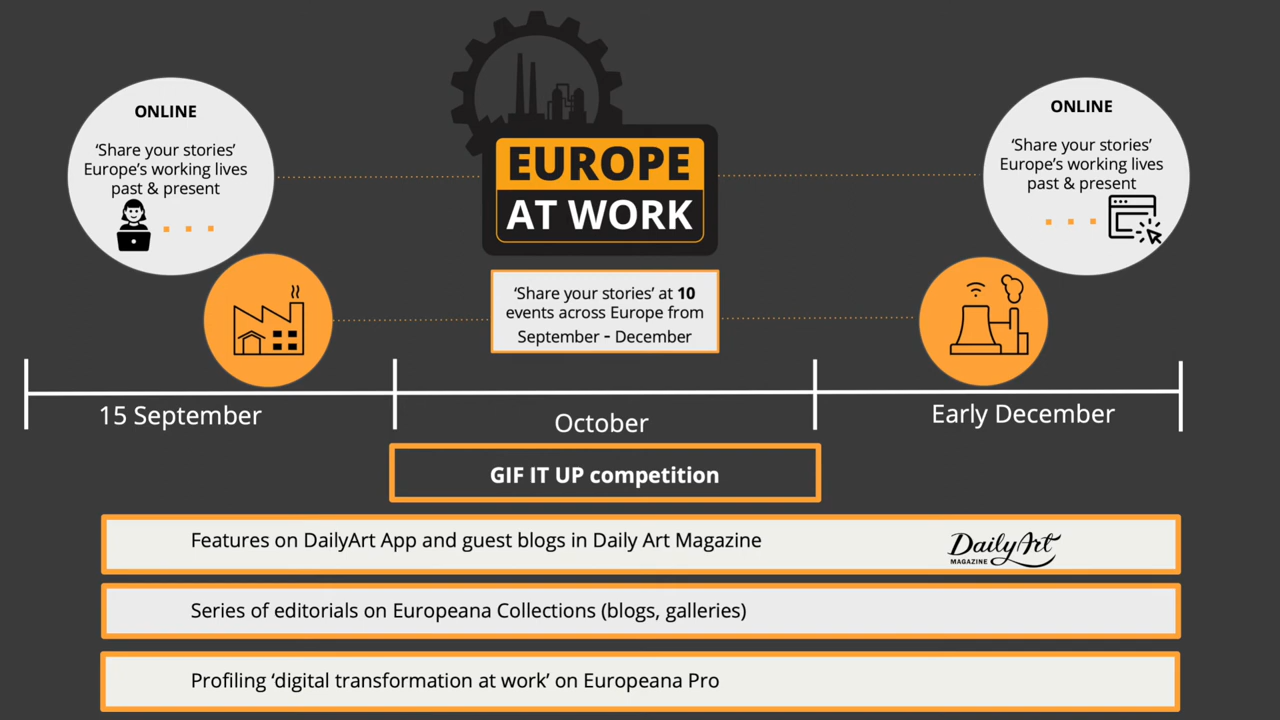 ONLINE
‘Share your stories’
Europe’s working lives
past & present
EUROPE
AT WORK
ONLINE
‘Share your stories’
Europe’s working lives
past & present
‘Share your stories’ at 10
events across Europe from
September - December
15 September
October
Early December
GIF IT UP competition
Features on DailyArt App and guest blogs in Daily Art Magazine
DailyArt
MAGAZINE
Series of editorials on Europeana Collections (blogs, galleries)
Profiling ‘digital transformation at work’ on Europeana Pro